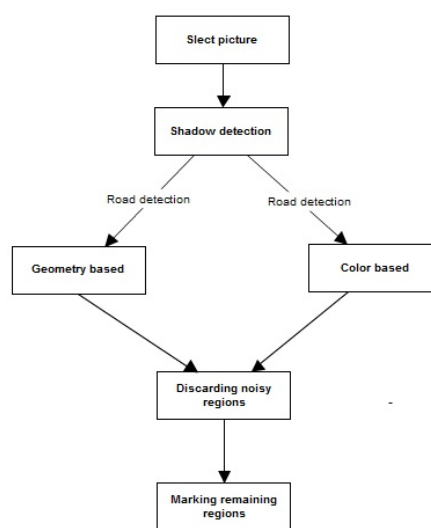 Slect picture
Shadow detection
Road detection
Road detection
Geometry based
Color based
Discarding noisy
regions
-
Marking remaining
regions